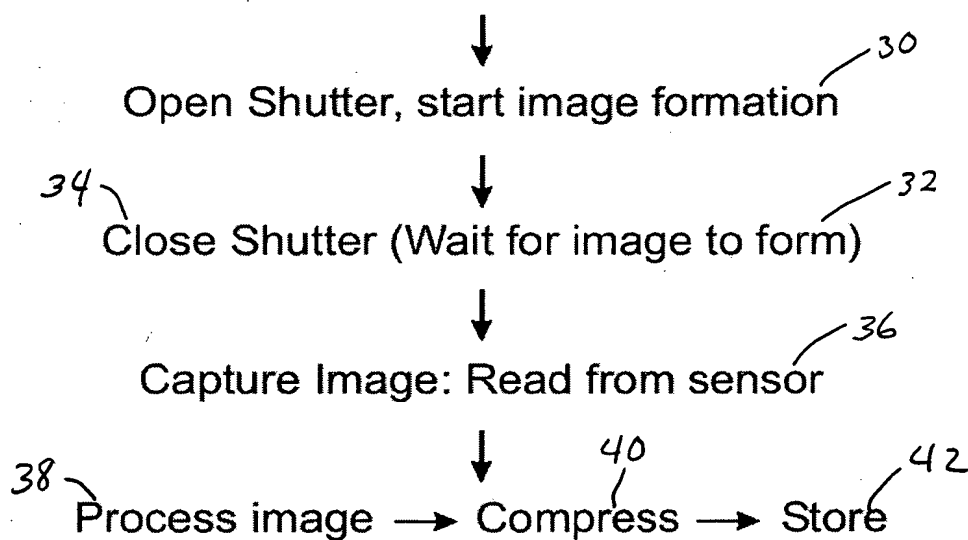 30
Open Shutter, start image formation
34 32
Close Shutter (Wait for image to form)
36
Capture Image: Read from sensor
38 40 42
Process image → Compress → Store